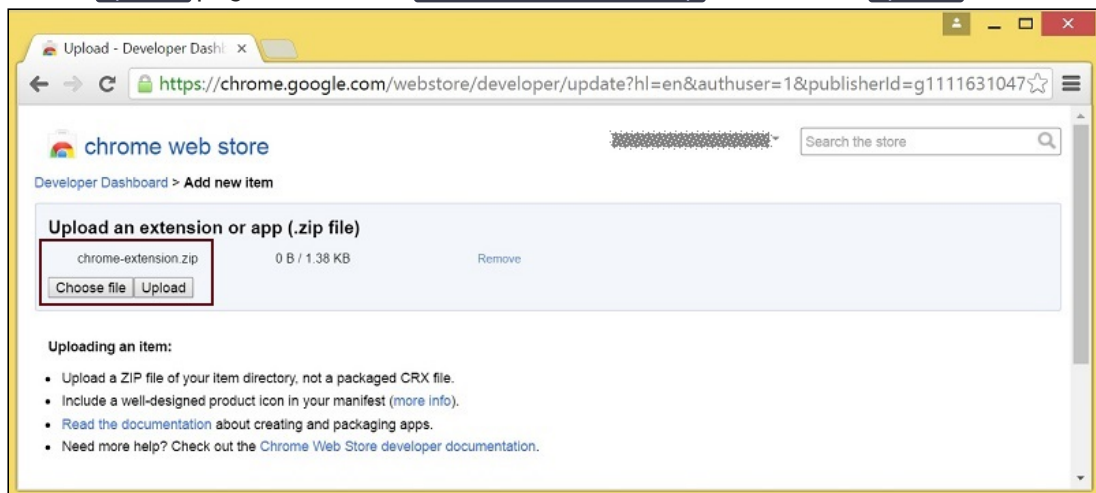 Upload - Developer Dash
https://chrome.google.com/webstore/developer/update?hl=en&authuser=1&publisherId=g1111631047
chrome web store
Search the store
Developer Dashboard > Add new item
Upload an extension or app (.zip file)
chrome-extension.zip 0 B / 1.38 KB Remove
Choose file Upload
Uploading an item:
• Upload a ZIP file of your item directory, not a packaged CRX file.
• Include a well-designed product icon in your manifest (more info).
• Read the documentation about creating and packaging apps.
• Need more help? Check out the Chrome Web Store developer documentation.